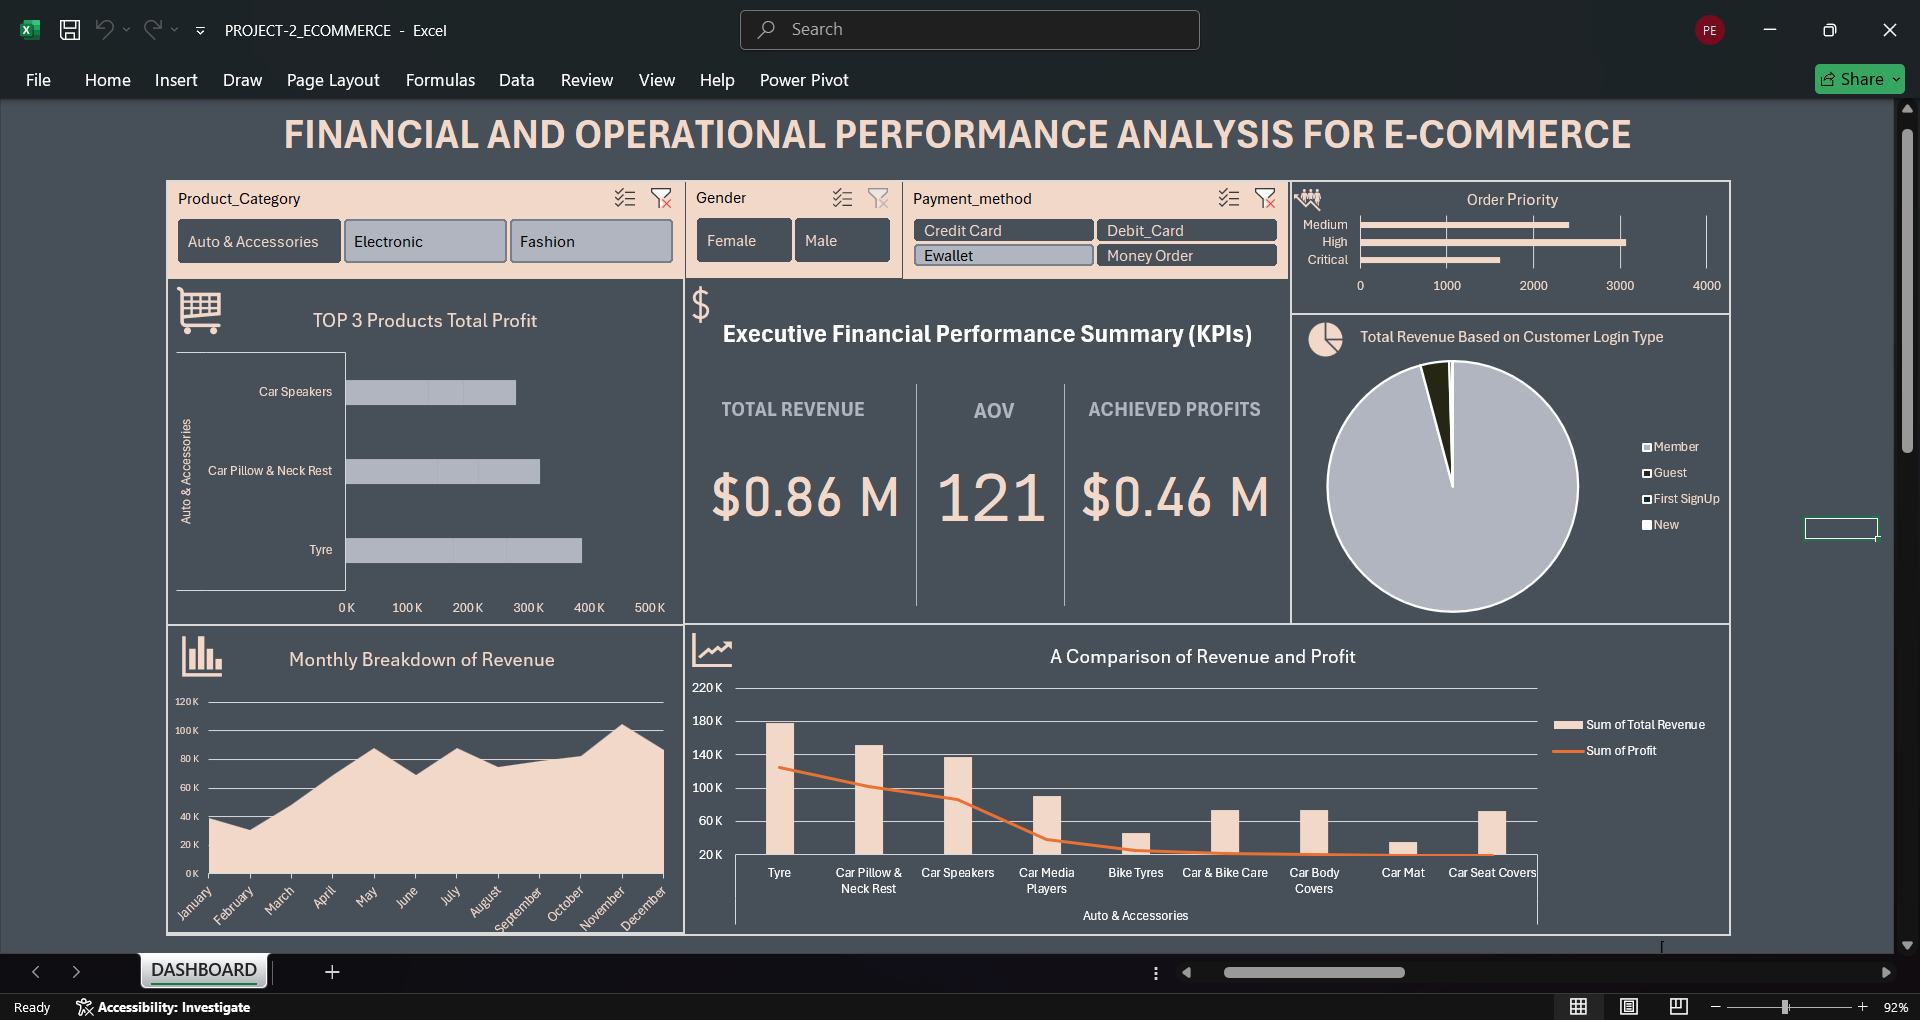 PROJECT-2_ECOMMERCE - Excel
Search
PE
File Home Insert Draw Page Layout Formulas Data Review View Help Power Pivot
Share
FINANCIAL AND OPERATIONAL PERFORMANCE ANALYSIS FOR E-COMMERCE
Product_Category
Auto & Accessories
Electronic
Fashion
Gender
Female
Male
Payment_method
Credit Card
Debit_Card
Ewallet
Money Order
Order Priority
Medium
High
Critical
0 1000 2000 3000 4000
TOP 3 Products Total Profit
Auto & Accessories
Car Speakers
Car Pillow & Neck Rest
Tyre
0 K 100 K 200 K 300 K 400 K 500 K
$
Executive Financial Performance Summary (KPIs)
TOTAL REVENUE
$0.86 M
AOV
121
ACHIEVED PROFITS
$0.46 M
Total Revenue Based on Customer Login Type
Member
Guest
First SignUp
New
Monthly Breakdown of Revenue
120 K
100 K
80 K
60 K
40 K
20 K
0 K
January February March April May June July August September October November December
A Comparison of Revenue and Profit
220 K
180 K
140 K
100 K
60 K
20 K
Tyre
Car Pillow &
Neck Rest
Car Speakers
Car Media
Players
Bike Tyres
Car & Bike Care
Car Body
Covers
Car Mat
Car Seat Covers
Auto & Accessories
Sum of Total Revenue
Sum of Profit
DASHBOARD
Ready
Accessibility: Investigate
92%